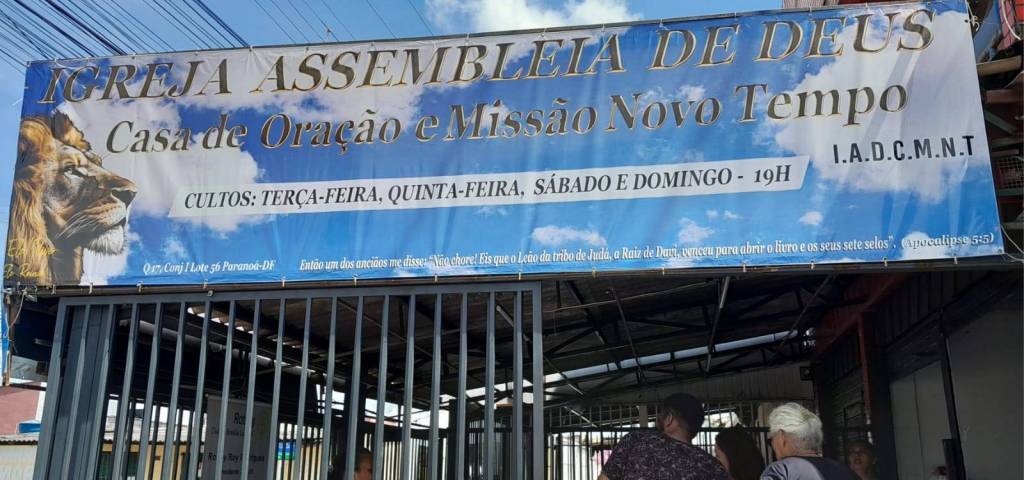 IGREJA ASSEMBLEIA DE DEUS
Casa de Oração e Missão Novo Tempo
I.A.D.C.M.N.T
CULTOS: TERÇA-FEIRA, QUINTA-FEIRA, SÁBADO E DOMINGO - 19H
Q 17, Conj I Lote 56 Paranoá-DF
Então um dos anciãos me disse: "Não chore! Eis que o Leão da tribo de Judá, a Raiz de Davi, venceu para abrir o livro e os seus sete selos". (Apocalipse 5:5)